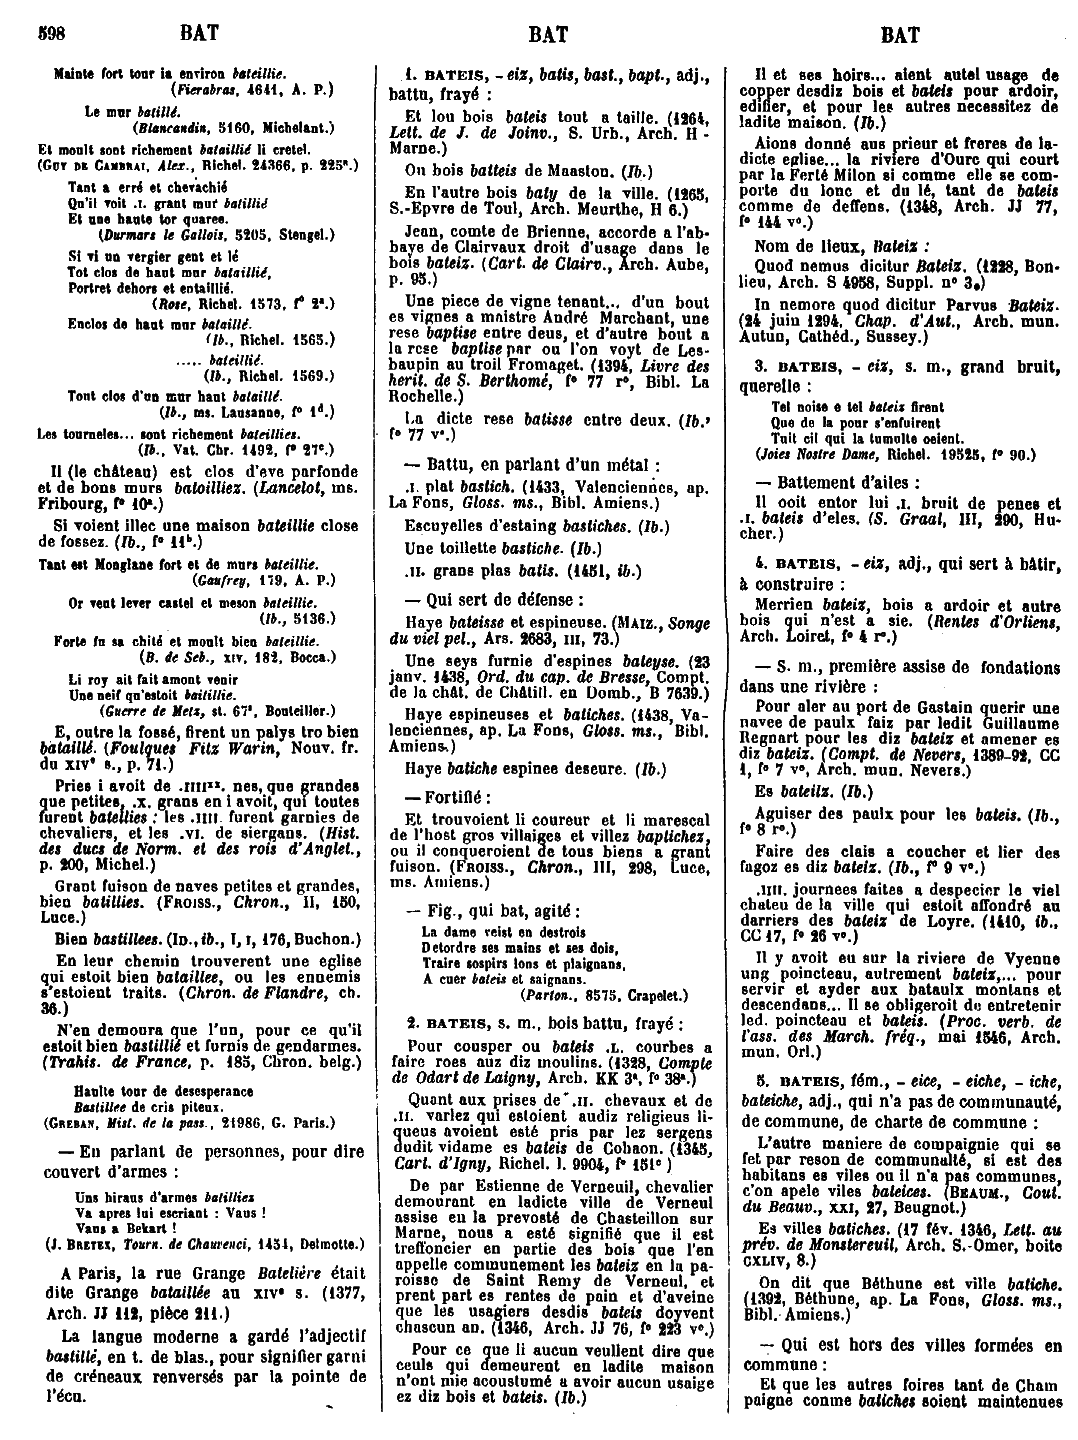 598 BAT BAT BAT
Mainte fort tour ia environ bateillie.
(Fierabras, 4641, A. P.)
Le mur batillé.
(Blancandin, 5160, Michelant.)
Et moult sont richement bataillié li cretel.
(GUY DE CAMBRAI, Alex., Richel. 24366, p. 225ª.)
Tant a erré et chevachié
Qu'il voit .I. grant mur batillié
Et une haute tor quaree.
(Durmars le Gallois, 5205, Stengel.)
Si vi un vergier gent et lé
Tot clos de haut mur bataillié,
Portret dehors et entaillié.
(Rose, Richel. 1573, f° 2ª.)
Enclos de haut mur bataillé.
(Ib., Richel. 1565.)
..... bateillié.
(Ib., Richel. 1569.)
Tout clos d'un mur haut bataillé.
(Ib., ms. Lausanne, f° 1d.)
Les tourneles... sont richement bateillies.
(Ib., Vat. Chr. 1492, f° 27c.)
Il (le château) est clos d'eve parfonde
et de bons murs batoilliez. (Lancelot, ms.
Fribourg, f° 10ª.)
Si voient illec une maison bateillie close
de fossez. (Ib., f° 11b.)
Tant est Monglane fort et de murs bateillie.
(Gaufrey, 179, A. P.)
Or veut lever castel et meson bateillie.
(Ib., 5136.)
Forte fu sa chité et moult bien bateillie.
(B. de Seb., XIV, 182, Bocca.)
Li roy ait fait amont venir
Une neif qu'estoit baitillie.
(Guerre de Metz, st. 67ª, Bouteiller.)
E, outre la fossé, firent un palys tro bien
bataillé. (Foulques Fitz Warin, Nouv. fr.
du XIVe s., p. 71.)
Pries i avoit de .IIIIxx. nes, que grandes
que petites, .X. grans en i avoit, qui toutes
furent batellies : les .IIII. furent garnies de
chevaliers, et les .VI. de siergans. (Hist.
des ducs de Norm. et des rois d'Anglet.,
p. 200, Michel.)
Grant fuison de naves petites et grandes,
bien batillies. (FROISS., Chron., II, 150,
Luce.)
Bien bastillees. (ID., ib., I, I, 176, Buchon.)
En leur chemin trouverent une eglise
qui estoit bien bataillee, ou les ennemis
s'estoient traits. (Chron. de Flandre, ch.
36.)
N'en demoura que l'un, pour ce qu'il
estoit bien bastillié et furnis de gendarmes.
(Trahis. de France, p. 185, Chron. belg.)
Haulte tour de desesperance
Bastillee de cris piteux.
(GREBAN, Mist. de la pass., 21986, G. Paris.)
— En parlant de personnes, pour dire
couvert d'armes :
Uns hiraus d'armes batilliez
Va apres lui escriant : Vaus !
Vaus a Bekart !
(J. BRETEX, Tourn. de Chauvenci, 1434, Delmotte.)
A Paris, la rue Grange Batelière était
dite Grange bataillée au XIVe s. (1377,
Arch. JJ 112, pièce 211.)
La langue moderne a gardé l'adjectif
bastillé, en t. de blas., pour signifier garni
de créneaux renversés par la pointe de
l'écu.
1. BATEIS, - eiz, batis, bast., bapt., adj.,
battu, frayé :
Et lou bois bateis tout a taille. (1264,
Lett. de J. de Joinv., S. Urb., Arch. H -
Marne.)
On bois batteis de Maaston. (Ib.)
En l'autre bois baty de la ville. (1265,
S.-Epvre de Toul, Arch. Meurthe, H 6.)
Jean, comte de Brienne, accorde a l'ab-
baye de Clairvaux droit d'usage dans le
bois bateiz. (Cart. de Clairv., Arch. Aube,
p. 95.)
Une piece de vigne tenant... d'un bout
es vignes a maistre André Marchant, une
rese baptise entre deus, et d'autre bout a
la rese baptise par ou l'on voyt de Les-
baupin au troil Fromaget. (1394, Livre des
herit. de S. Berthomé, f° 77 r°, Bibl. La
Rochelle.)
La dicte rese batisse entre deux. (Ib.,
f° 77 v°.)
— Battu, en parlant d'un métal :
.I. plat bastich. (1433, Valenciennes, ap.
La Fons, Gloss. ms., Bibl. Amiens.)
Escuyelles d'estaing bastiches. (Ib.)
Une toillette bastiche. (Ib.)
.II. grans plas batis. (1451, ib.)
— Qui sert de défense :
Haye bateisse et espineuse. (MAIZ., Songe
du viel pel., Ars. 2683, III, 73.)
Une seys furnie d'espines bateyse. (23
janv. 1438, Ord. du cap. de Bresse, Compt.
de la chât. de Châtill. en Domb., B 7639.)
Haye espineuses et batiches. (1438, Va-
lenciennes, ap. La Fons, Gloss. ms., Bibl.
Amiens.)
Haye batiche espinee deseure. (Ib.)
— Fortifié :
Et trouvoient li coureur et li marescal
de l'host gros villaiges et villez baptichez,
ou il conqueroient de tous biens a grant
fuison. (FROISS., Chron., III, 298, Luce,
ms. Amiens.)
— Fig., qui bat, agité :
La dame veist en destrois
Detordre ses mains et ses dois,
Traire sospirs lons et plaignans,
A cuer bateis et saignans.
(Parton., 8575, Crapelet.)
2. BATEIS, s. m., bois battu, frayé :
Pour cousper ou bateis .L. courbes a
faire roes auz diz moulins. (1328, Compte
de Odart de Laigny, Arch. KK 3ª, f° 38ª.)
Quant aux prises de .II. chevaux et de
.II. varlez qui estoient audiz religieus li-
queus avoient esté pris par lez sergens
dudit vidame es bateis de Cohaon. (1345,
Cart. d'Igny, Richel. l. 9904, f° 151c)
De par Estienne de Verneuil, chevalier
demourant en ladicte ville de Verneul
assise en la prevosté de Chasteillon sur
Marne, nous a esté signifié que il est
treffoncier en partie des bois que l'en
appelle communement les bateiz en la pa-
roisse de Saint Remy de Verneul, et
prent part es rentes de pain et d'aveine
que les usagiers desdis bateis doyvent
chascun an. (1346, Arch. JJ 76, f° 223 v°.)
Pour ce que li aucun veullent dire que
ceuls qui demeurent en ladite maison
n'ont mie acoustumé a avoir aucun usaige
ez diz bois et bateis. (Ib.)
Il et ses hoirs... aient autel usage de
copper desdiz bois et bateis pour ardoir,
edifier, et pour les autres necessitez de
ladite maison. (Ib.)
Aions donné aus prieur et freres de la-
dicte eglise... la riviere d'Ourc qui court
par la Ferté Milon si comme elle se com-
porte du lonc et du lé, tant de bateis
comme de deffens. (1348, Arch. JJ 77,
f° 144 v°.)
Nom de lieux, Bateiz :
Quod nemus dicitur Bateiz. (1228, Bon-
lieu, Arch. S 4958, Suppl. n° 3.)
In nemore quod dicitur Parvus Bateiz.
(24 juin 1294, Chap. d'Aut., Arch. mun.
Autun, Cathéd., Sussey.)
3. BATEIS, - eiz, s. m., grand bruit,
querelle :
Tel noise e tel bateiz firent
Que de la pour s'enfuirent
Tuit cil qui la tumolte oeient.
(Joies Nostre Dame, Richel. 19525, f° 90.)
— Battement d'ailes :
Il ooit entor lui .I. bruit de penes et
.I. bateis d'eles. (S. Graal, III, 290, Hu-
cher.)
4. BATEIS, - eiz, adj., qui sert à bâtir,
à construire :
Merrien bateiz, bois a ardoir et autre
bois qui n'est a sie. (Rentes d'Orliens,
Arch. Loiret, f° 4 r°.)
— S. m., première assise de fondations
dans une rivière :
Pour aler au port de Gastain querir une
navee de paulx faiz par ledit Guillaume
Regnart pour les diz bateiz et amener es
diz bateiz. (Compt. de Nevers, 1389-92, CC
1, f° 7 v°, Arch. mun. Nevers.)
Es bateilz. (Ib.)
Aguiser des paulx pour les bateis. (Ib.,
f° 8 r°.)
Faire des clais a coucher et lier des
fagoz es diz bateiz. (Ib., f° 9 v°.)
.IIII. journees faites a despecier le viel
chateu de la ville qui estoit affondré au
darriers des bateiz de Loyre. (1410, ib.,
CC 17, f° 26 v°.)
Il y avoit eu sur la riviere de Vyenne
ung poincteau, autrement bateiz,... pour
servir et ayder aux bataulx montans et
descendans... Il se obligeroit de entretenir
led. poincteau et bateis. (Proc. verb. de
l'ass. des March. fréq., mai 1546, Arch.
mun. Orl.)
5. BATEIS, fém., - eice, - eiche, - iche,
bateiche, adj., qui n'a pas de communauté,
de commune, de charte de commune :
L'autre maniere de compaignie qui se
fet par reson de communalté, si est des
habitans es viles ou il n'a pas communes,
c'on apele viles bateices. (BEAUM., Cout.
du Beauv., XXI, 27, Beugnot.)
Es villes batiches. (17 fév. 1346, Lett. au
prév. de Monstereuil, Arch. S.-Omer, boite
CXLIV, 8.)
On dit que Béthune est ville batiche.
(1392, Béthune, ap. La Fons, Gloss. ms.,
Bibl. Amiens.)
— Qui est hors des villes formées en
commune :
Et que les autres foires tant de Cham
paigne conme batiches soient maintenues